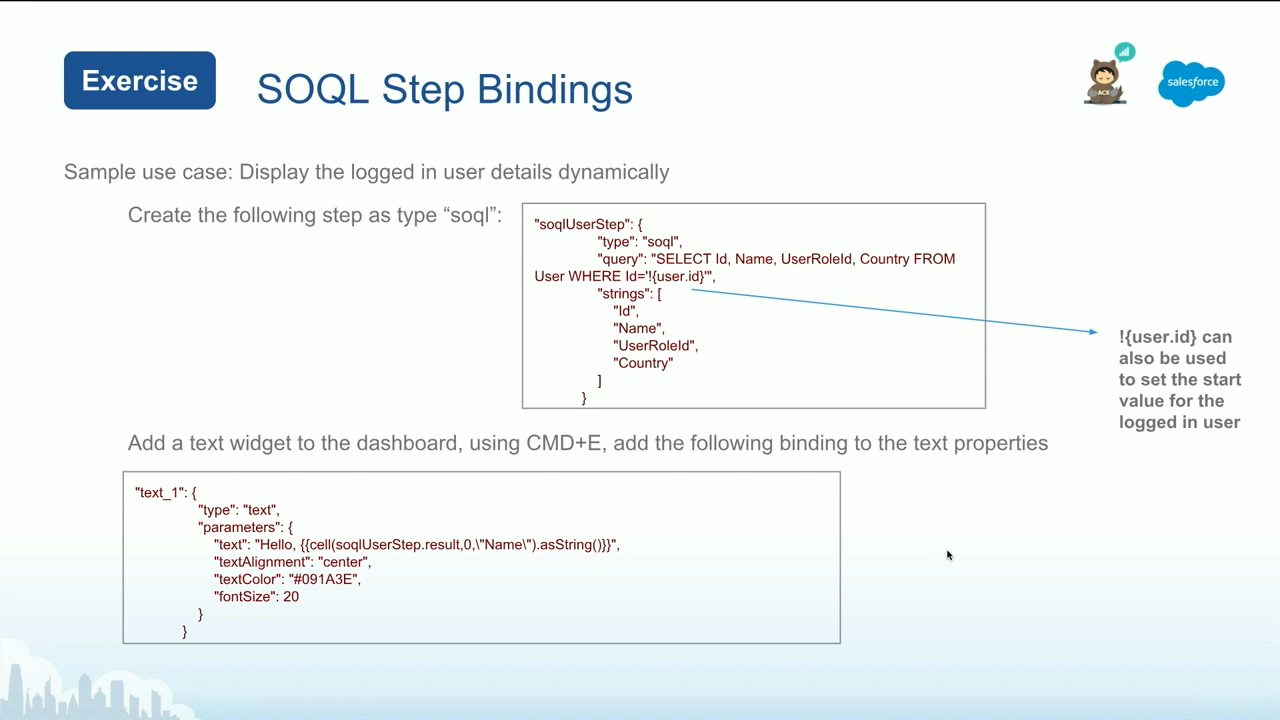 Exercise
SOQL Step Bindings
ACE
salesforce
Sample use case: Display the logged in user details dynamically
Create the following step as type “soql”:
"soqlUserStep": {
"type": "soql",
"query": "SELECT Id, Name, UserRoleId, Country FROM
User WHERE Id='!{user.id}'",
"strings": [
"Id",
"Name",
"UserRoleId",
"Country"
]
}
!{user.id} can
also be used
to set the start
value for the
logged in user
Add a text widget to the dashboard, using CMD+E, add the following binding to the text properties
"text_1": {
"type": "text",
"parameters": {
"text": "Hello, {{cell(soqlUserStep.result,0,\"Name\").asString()}}",
"textAlignment": "center",
"textColor": "#091A3E",
"fontSize": 20
}
}